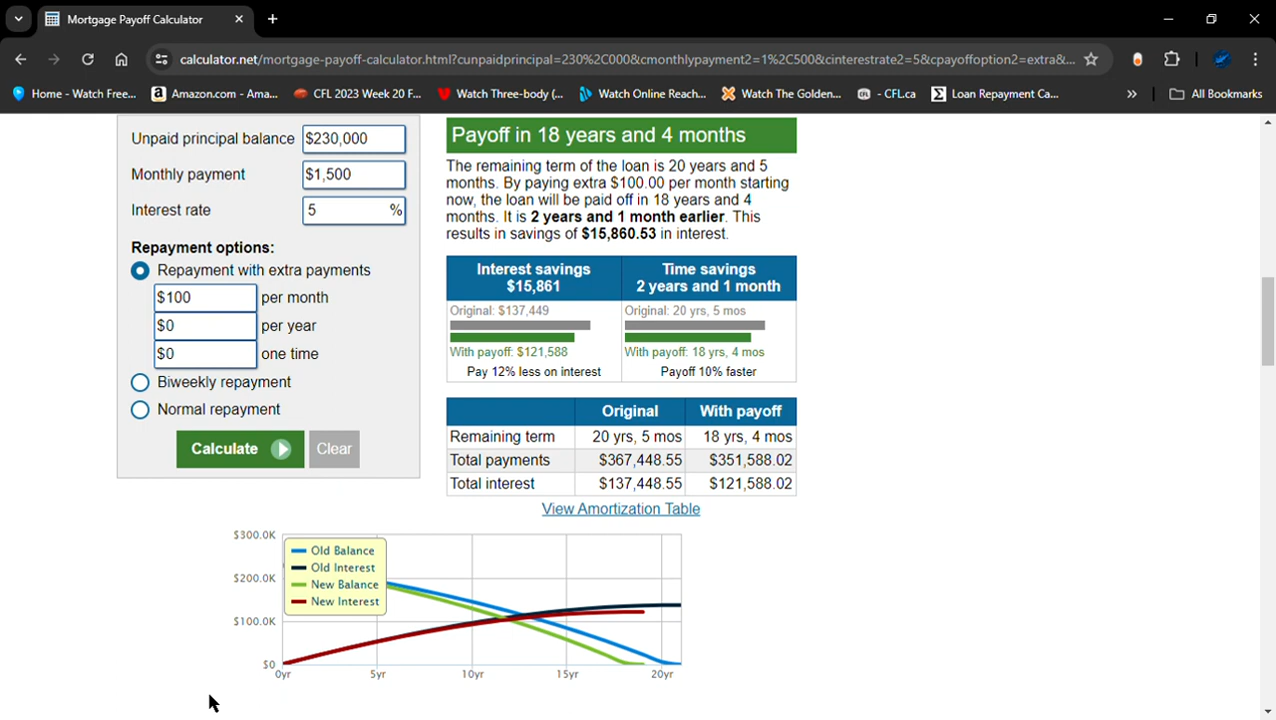 Mortgage Payoff Calculator
calculator.net/mortgage-payoff-calculator.html?cunpaidprincipal=230%2C000&cmonthlypayment2=1%2C500&cinterestrate2=5&cpayoffoption2=extra&...
Home - Watch Free... Amazon.com - Ama... CFL 2023 Week 20 F... Watch Three-body (... Watch Online Reach... Watch The Golden... - CFL.ca Loan Repayment Ca... » All Bookmarks
Unpaid principal balance $230,000
Monthly payment $1,500
Interest rate 5 %
Repayment options:
Repayment with extra payments
$100 per month
$0 per year
$0 one time
Biweekly repayment
Normal repayment
Calculate Clear
Payoff in 18 years and 4 months
The remaining term of the loan is 20 years and 5
months. By paying extra $100.00 per month starting
now, the loan will be paid off in 18 years and 4
months. It is 2 years and 1 month earlier. This
results in savings of $15,860.53 in interest.
Interest savings Time savings
$15,861 2 years and 1 month
Original: $137,449 Original: 20 yrs, 5 mos
With payoff: $121,588 With payoff: 18 yrs, 4 mos
Pay 12% less on interest Payoff 10% faster
Original With payoff
Remaining term 20 yrs, 5 mos 18 yrs, 4 mos
Total payments $367,448.55 $351,588.02
Total interest $137,448.55 $121,588.02
View Amortization Table
$300.0K
$200.0K
$100.0K
$0
Old Balance
Old Interest
New Balance
New Interest
0yr 5yr 10yr 15yr 20yr